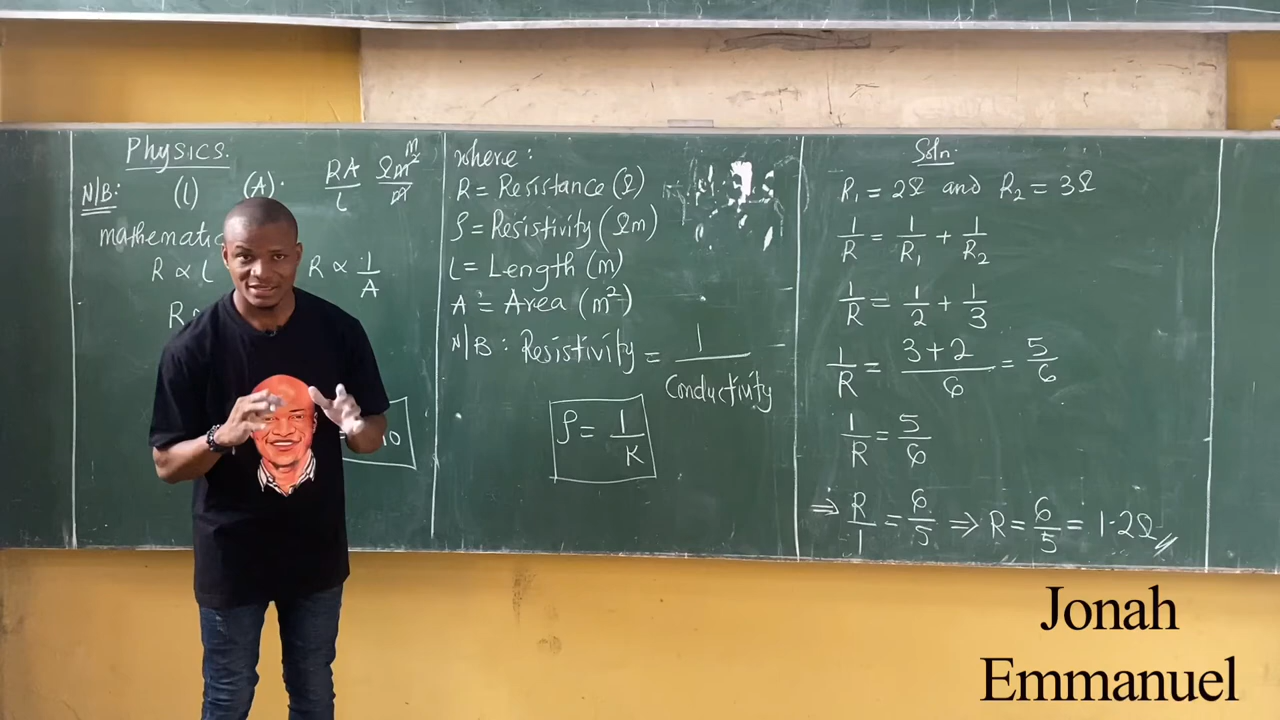 Physics.
N/B: (l) (A).
RA/l Ωm²/m m
R ∝ l R ∝ 1/A
where:
R = Resistance (Ω)
ρ = Resistivity (Ωm)
l = Length (m)
A = Area (m²)
N/B: Resistivity = 1/Conductivity
ρ = 1/K
Soln.
R₁ = 2Ω and R₂ = 3Ω
1/R = 1/R₁ + 1/R₂
1/R = 1/2 + 1/3
1/R = 3+2/6 = 5/6
1/R = 5/6
⇒ R/1 = 6/5 ⇒ R = 6/5 = 1.2Ω
Jonah
Emmanuel